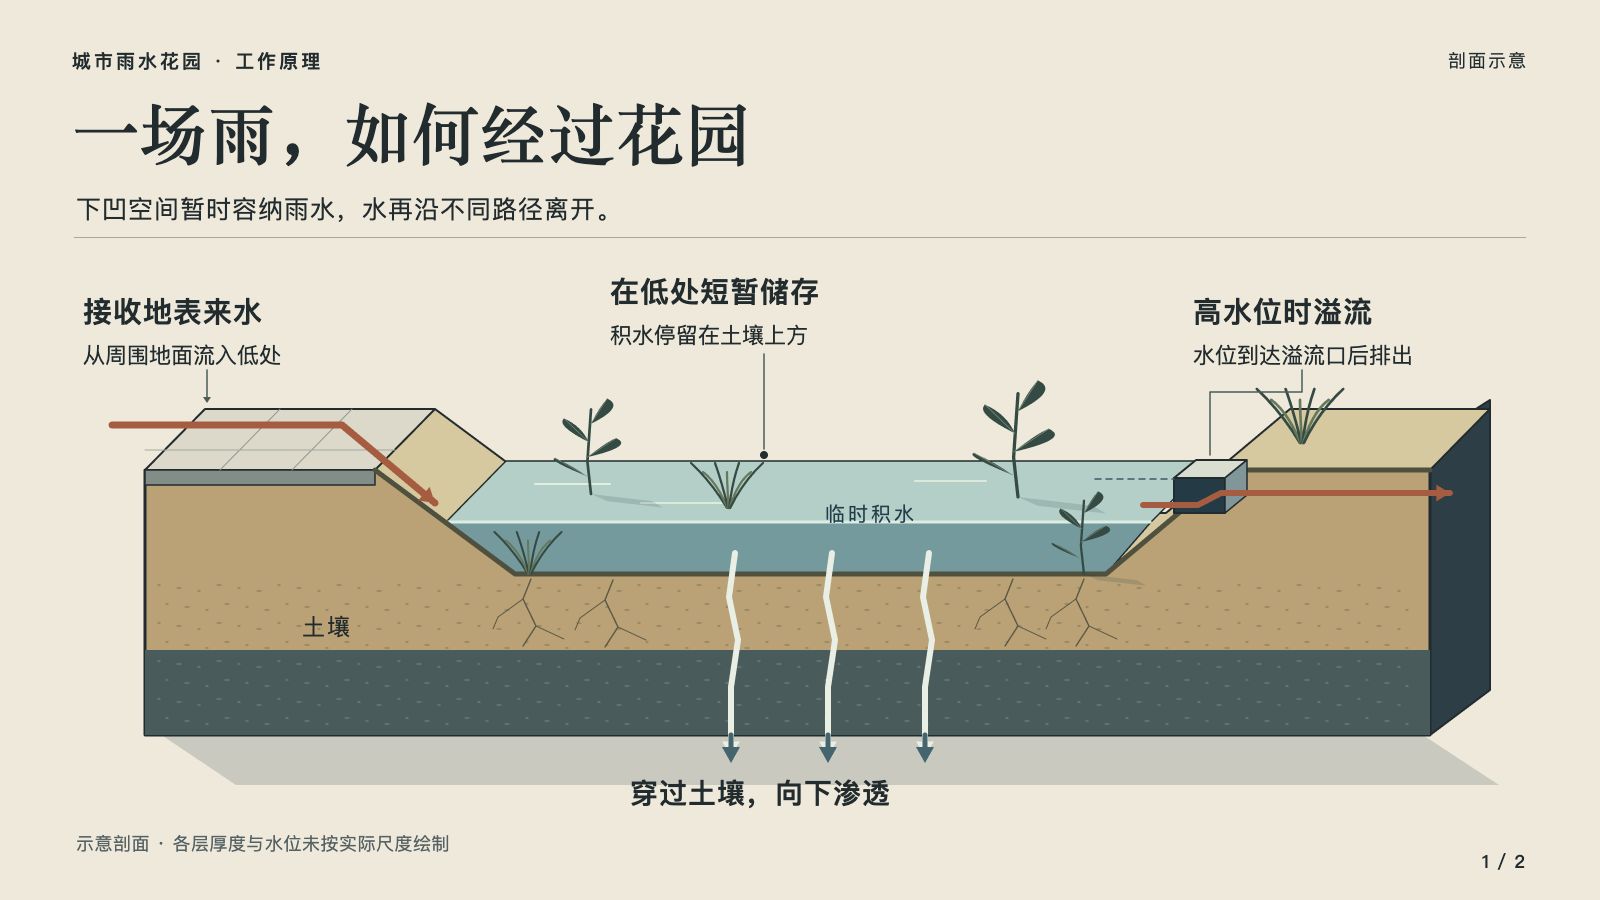 城市雨水花园 · 工作原理
剖面示意
一场雨，如何经过花园
下凹空间暂时容纳雨水，水再沿不同路径离开。
接收地表来水
从周围地面流入低处
在低处短暂储存
积水停留在土壤上方
高水位时溢流
水位到达溢流口后排出
临时积水
土壤
穿过土壤，向下渗透
示意剖面 · 各层厚度与水位未按实际尺度绘制
1 / 2